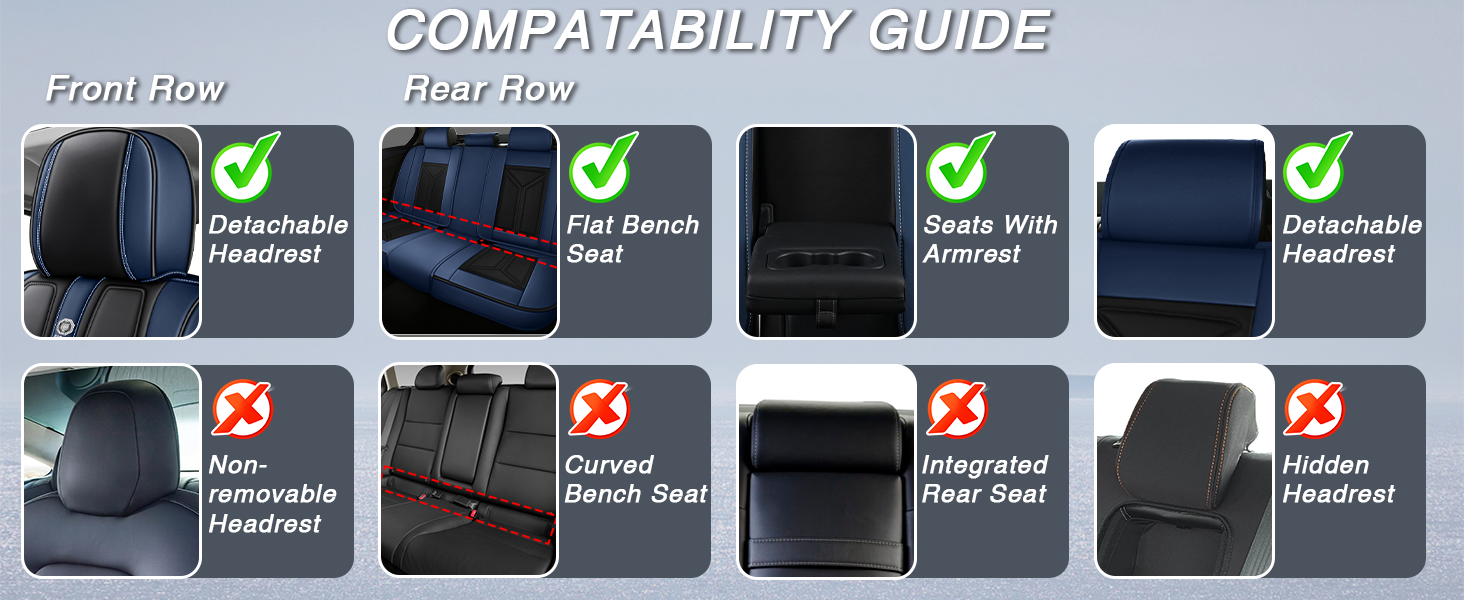 COMPATABILITY GUIDE
Front Row
Rear Row
Detachable
Headrest
Flat Bench
Seat
Seats With
Armrest
Detachable
Headrest
Non-
removable
Headrest
Curved
Bench Seat
Integrated
Rear Seat
Hidden
Headrest